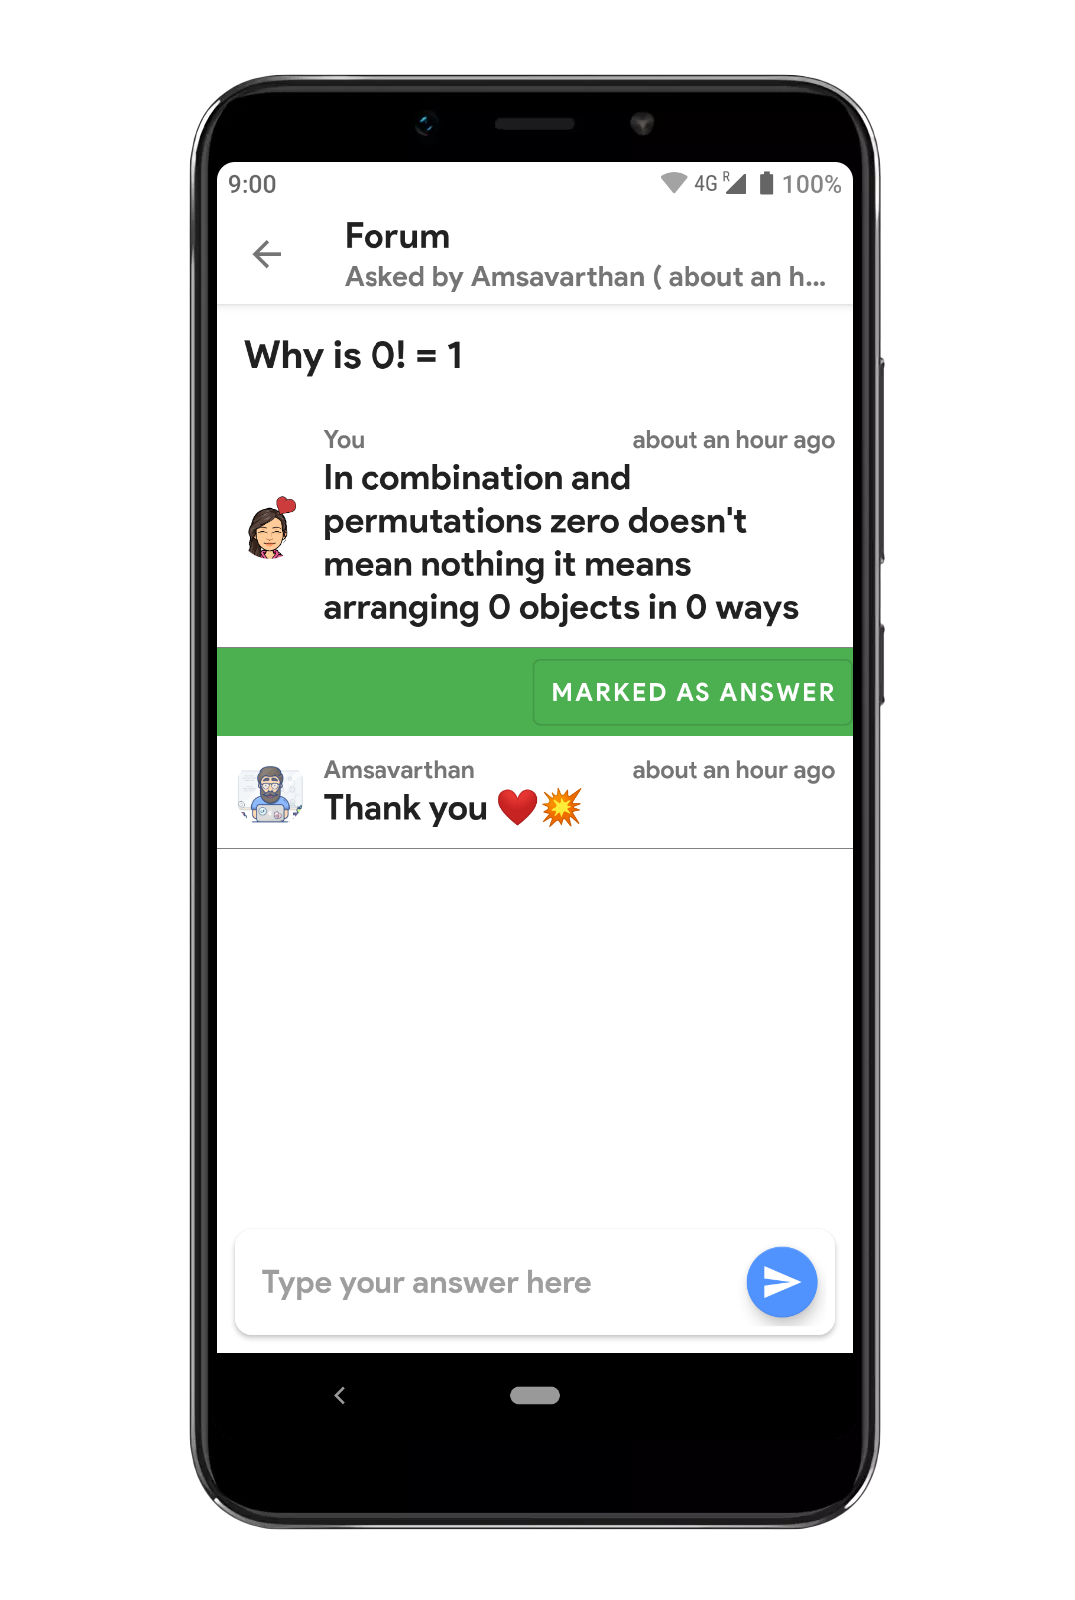 9:00 4G R 100%
Forum
Asked by Amsavarthan ( about an h...
Why is 0! = 1
You about an hour ago
In combination and
permutations zero doesn't
mean nothing it means
arranging 0 objects in 0 ways
MARKED AS ANSWER
Amsavarthan about an hour ago
Thank you ❤️💥
Type your answer here